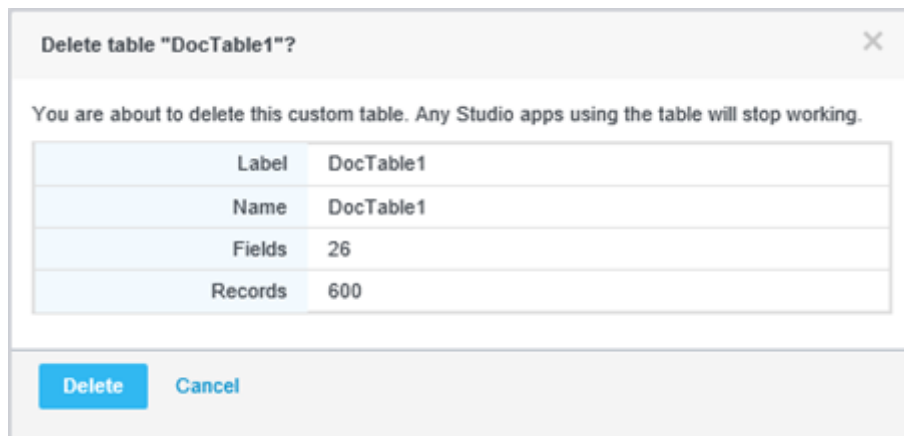 Delete table "DocTable1"?
You are about to delete this custom table. Any Studio apps using the table will stop working.
Label DocTable1
Name DocTable1
Fields 26
Records 600
Delete Cancel